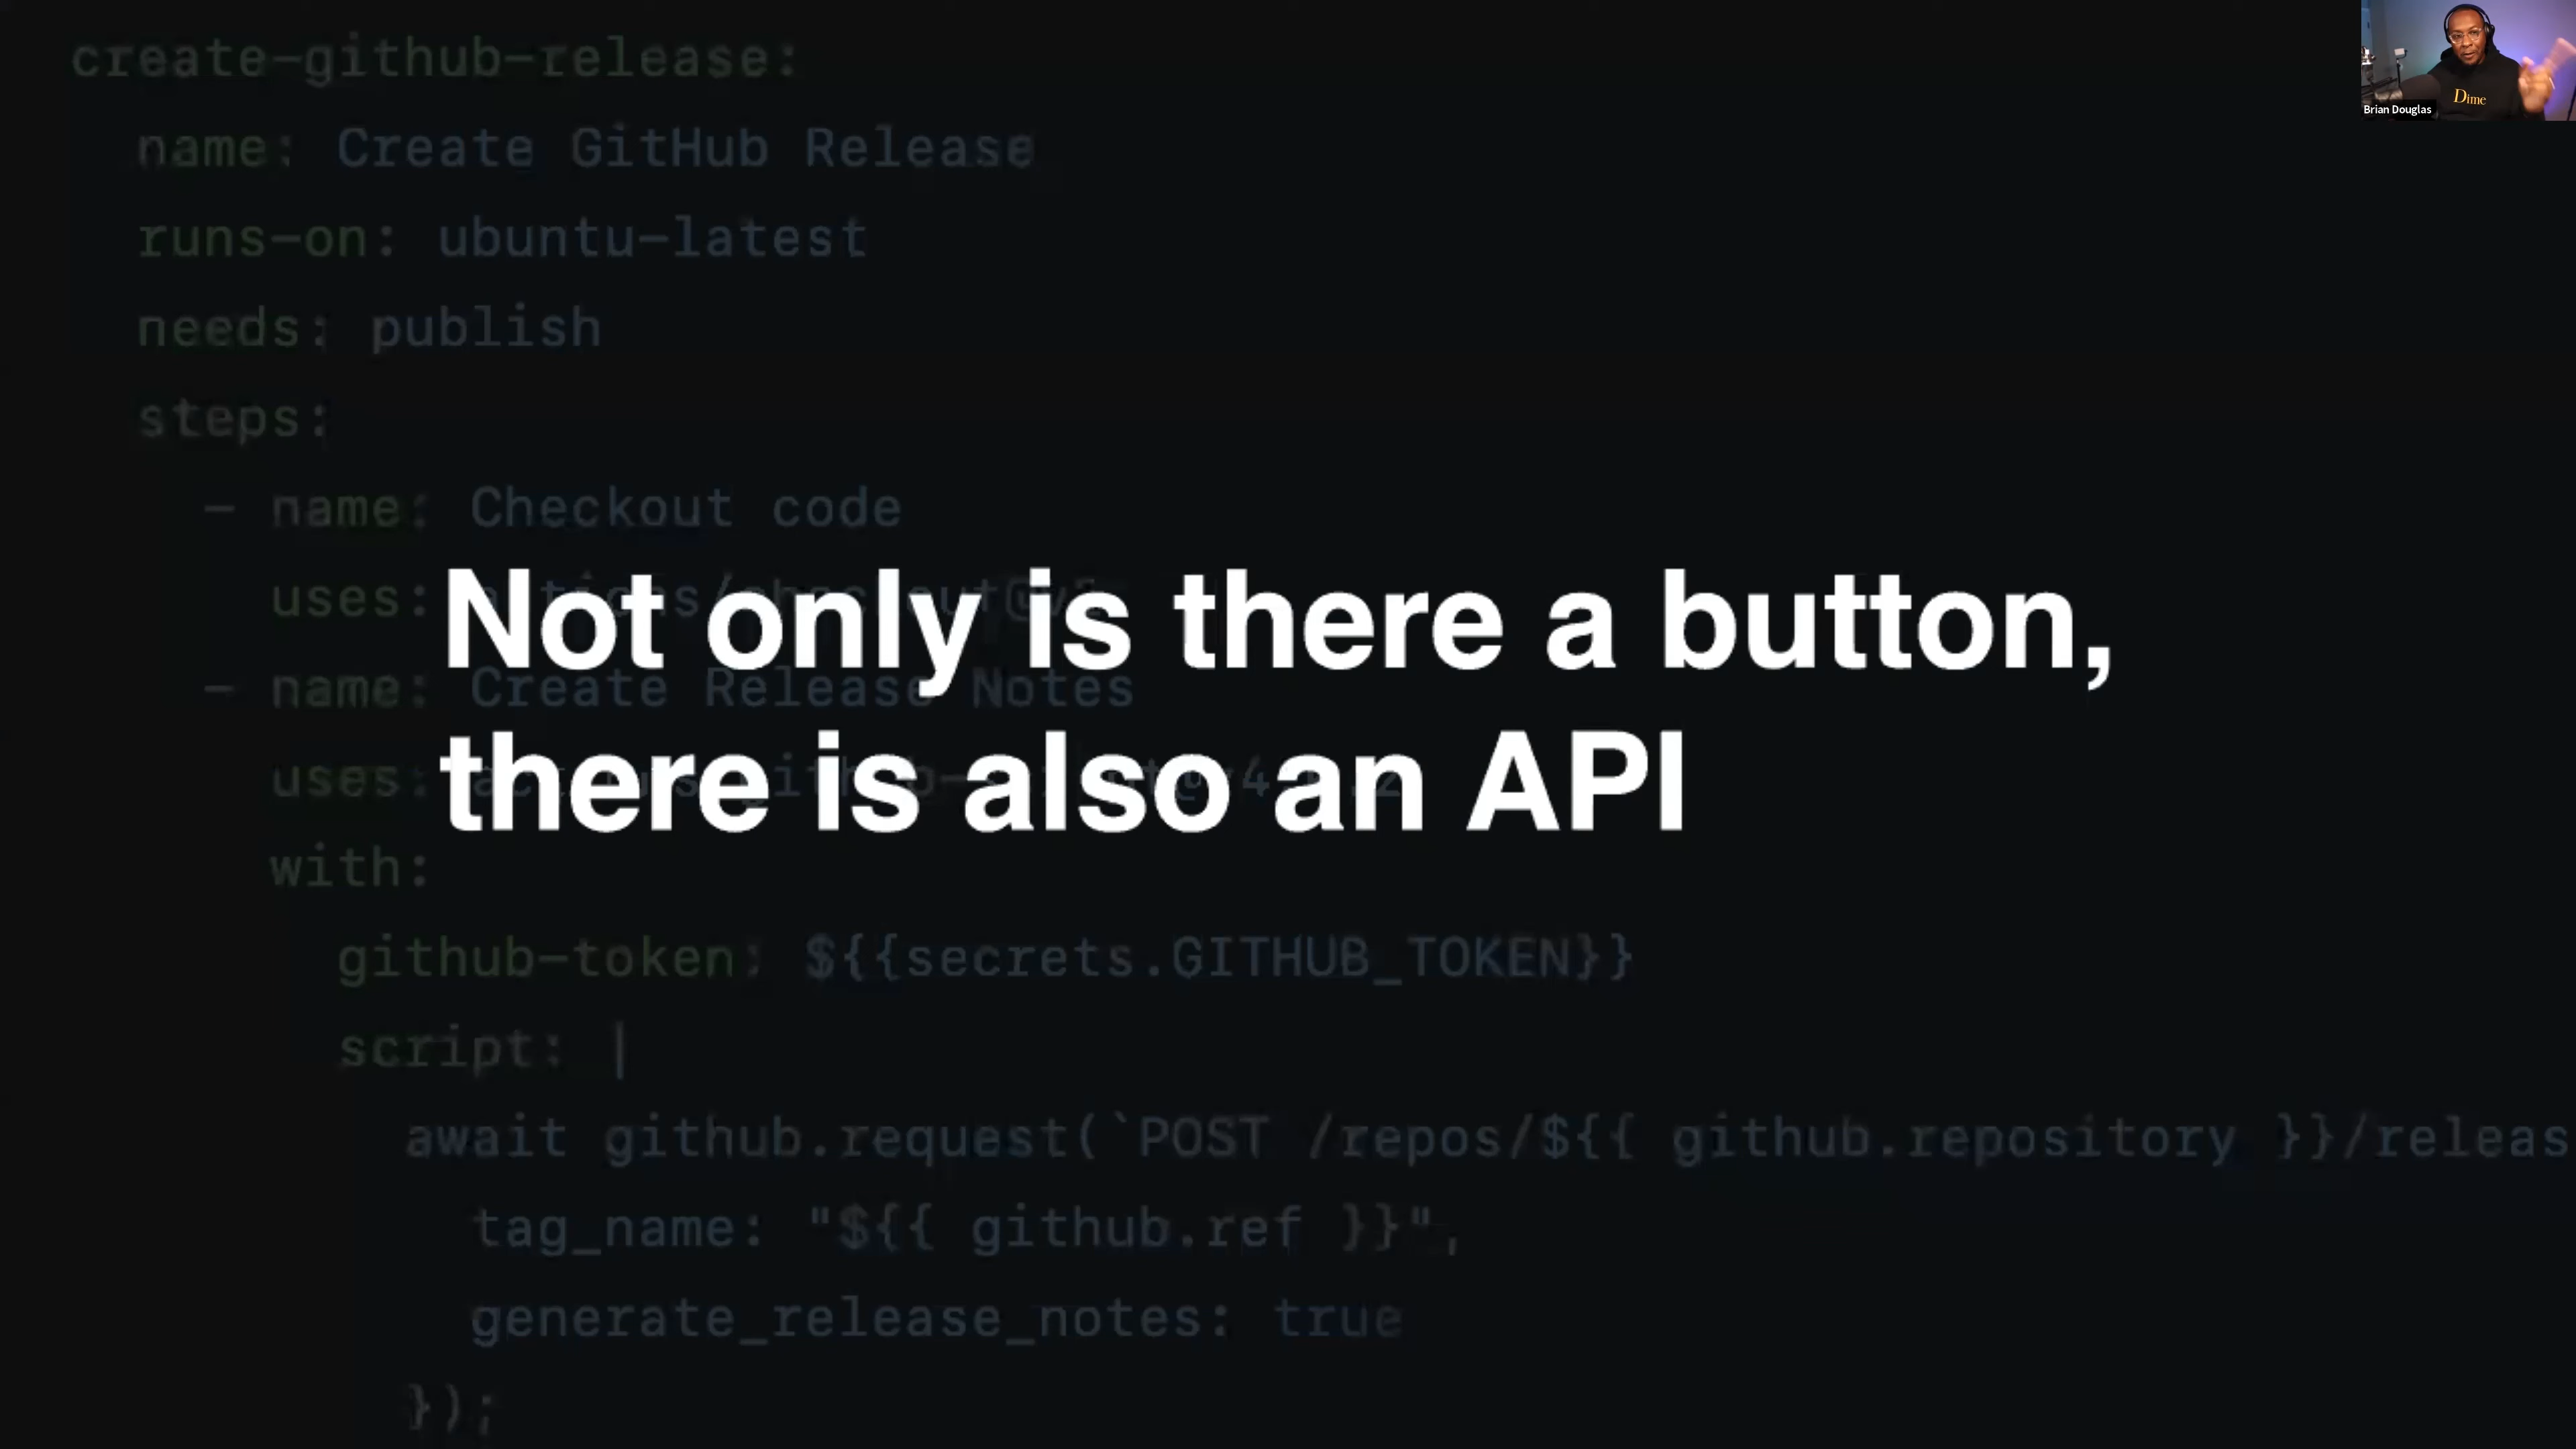 create-github-release:
name: Create GitHub Release
runs-on: ubuntu-latest
needs: publish
steps:
- name: Checkout code
uses:
Not only is there a button,
- name: Create Release Notes
uses:
there is also an API
with:
github-token: ${{secrets.GITHUB_TOKEN}}
script: |
await github.request(`POST /repos/${{ github.repository }}/releas
tag_name: "${{ github.ref }}",
generate_release_notes: true
});
Brian Douglas
Dime